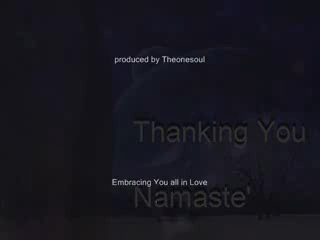 produced by Theonesoul
Thanking You
Embracing You all in Love
Namaste'